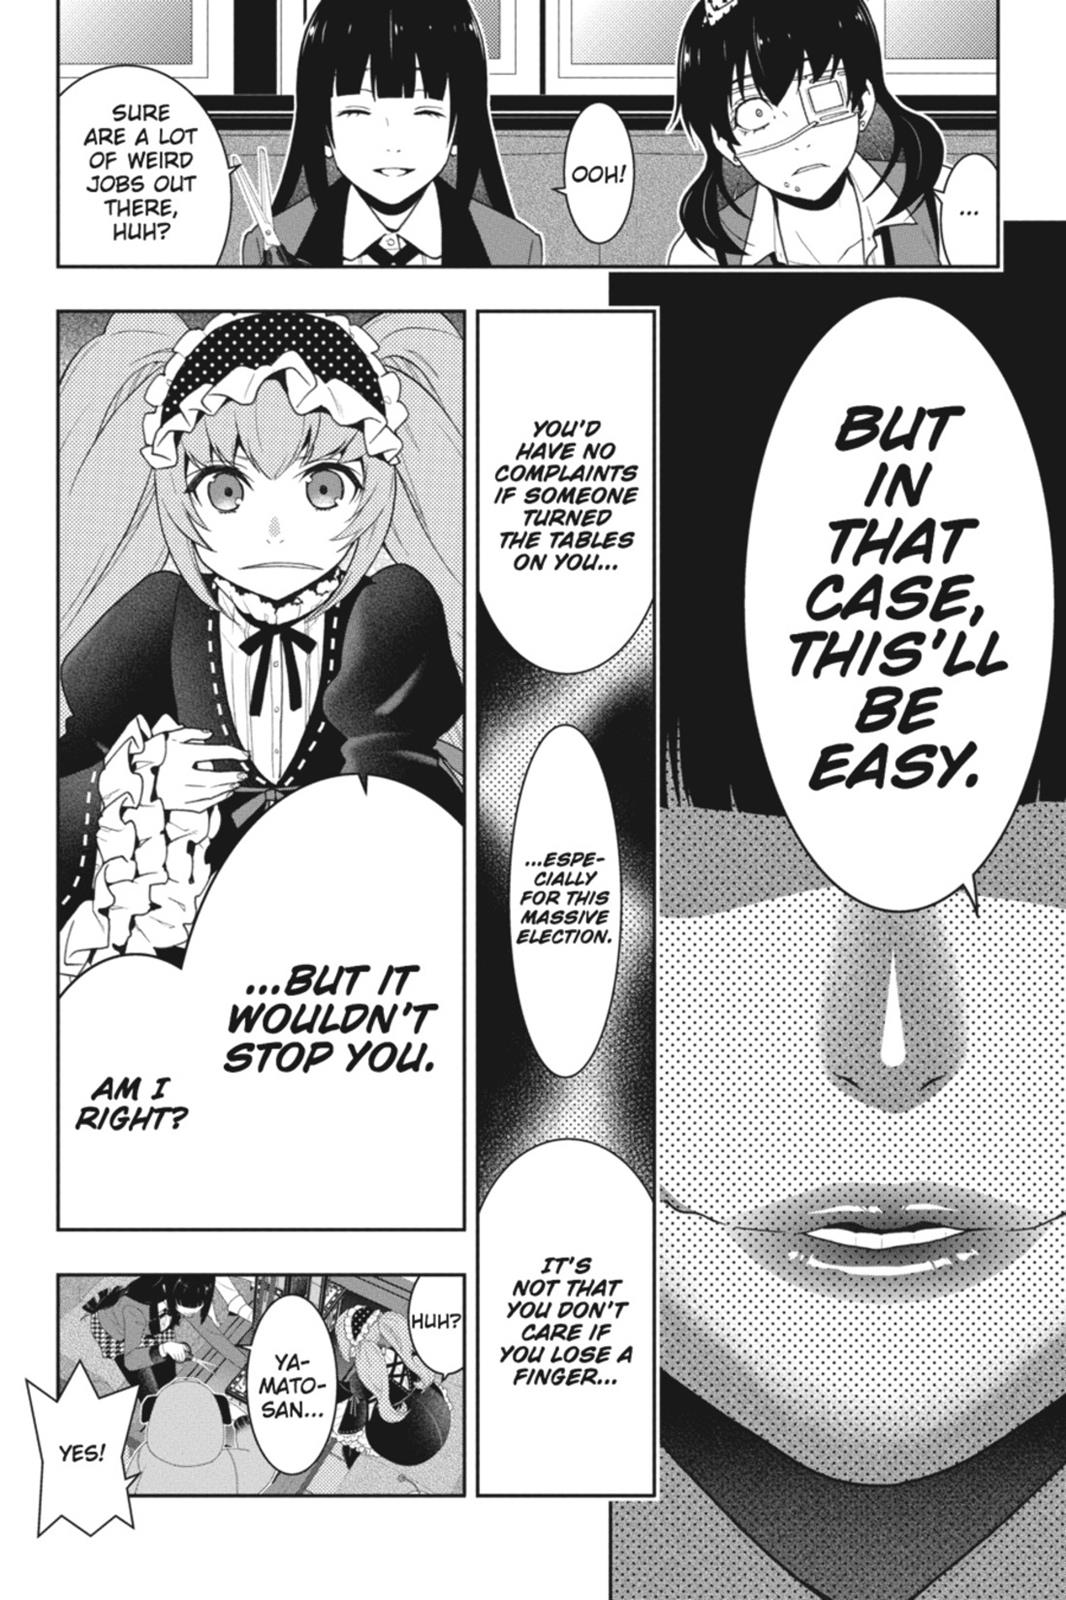 ...
OOH!
SURE
ARE A LOT
OF WEIRD
JOBS OUT
THERE,
HUH?
BUT
IN
THAT
CASE,
THIS'LL
BE
EASY.
YOU'D
HAVE NO
COMPLAINTS
IF SOMEONE
TURNED
THE TABLES
ON YOU...
...ESPE-
CIALLY
FOR THIS
MASSIVE
ELECTION.
IT'S
NOT THAT
YOU DON'T
CARE IF
YOU LOSE A
FINGER...
...BUT IT
WOULDN'T
STOP YOU.
AM I
RIGHT?
HUH?
YA-
MATO-
SAN...
YES!